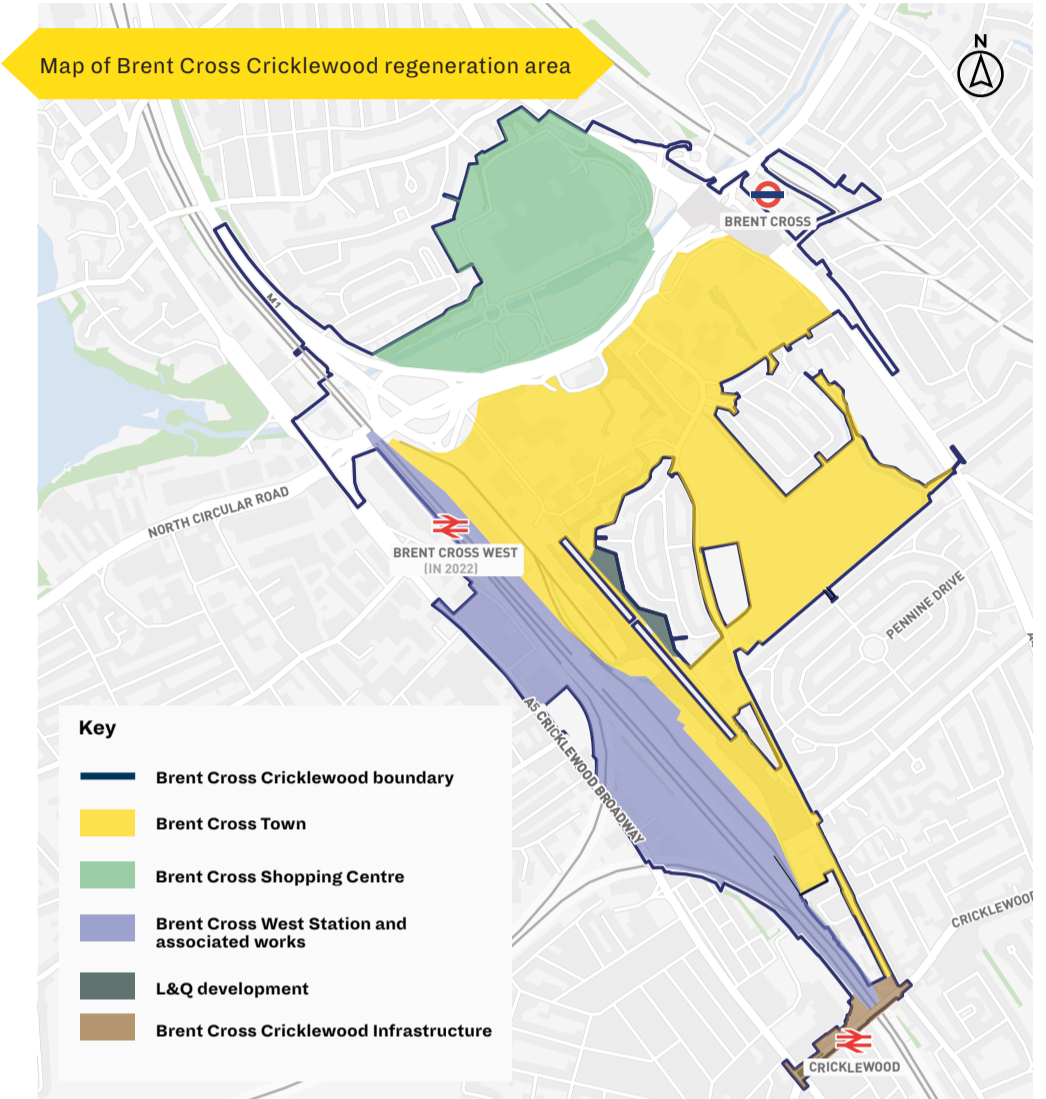 Map of Brent Cross Cricklewood regeneration area
N
BRENT CROSS
M1
NORTH CIRCULAR ROAD
BRENT CROSS WEST
(IN 2022)
PENNINE DRIVE
A5 CRICKLEWOOD BROADWAY
Key
Brent Cross Cricklewood boundary
Brent Cross Town
Brent Cross Shopping Centre
Brent Cross West Station and
associated works
L&Q development
Brent Cross Cricklewood Infrastructure
CRICKLEWOOD
CRICKLEWOOD